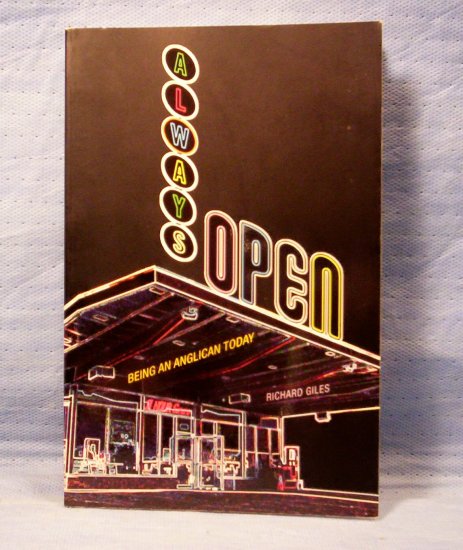 ALWAYS
OPEN
BEING AN ANGLICAN TODAY
RICHARD GILES